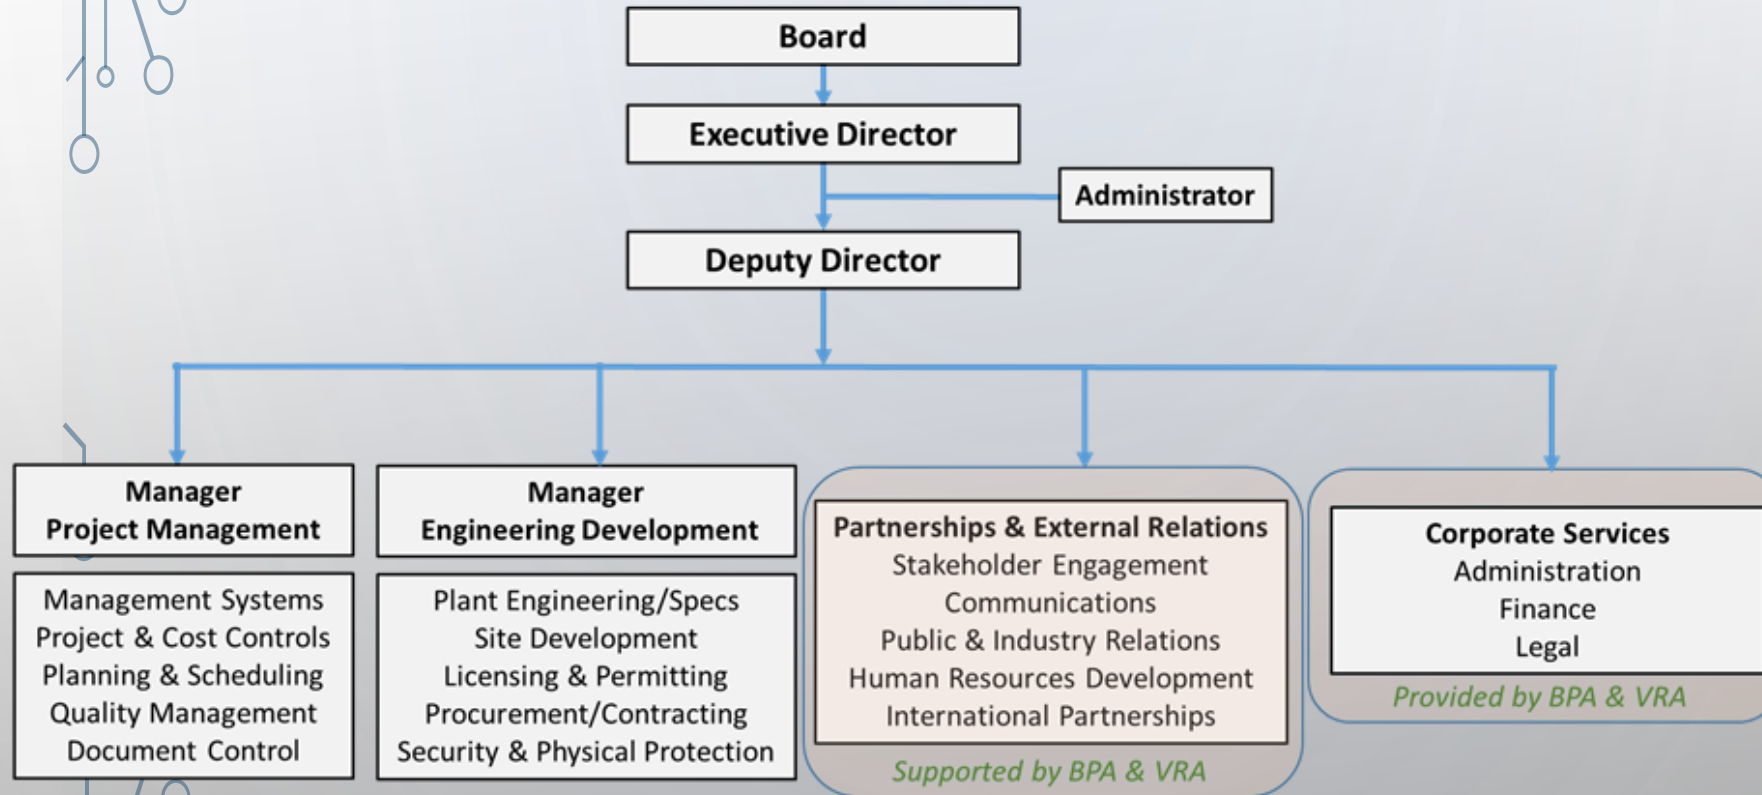 Board
Executive Director
Administrator
Deputy Director
Manager
Project Management
Management Systems
Project & Cost Controls
Planning & Scheduling
Quality Management
Document Control
Manager
Engineering Development
Plant Engineering/Specs
Site Development
Licensing & Permitting
Procurement/Contracting
Security & Physical Protection
Partnerships & External Relations
Stakeholder Engagement
Communications
Public & Industry Relations
Human Resources Development
International Partnerships
Supported by BPA & VRA
Corporate Services
Administration
Finance
Legal
Provided by BPA & VRA